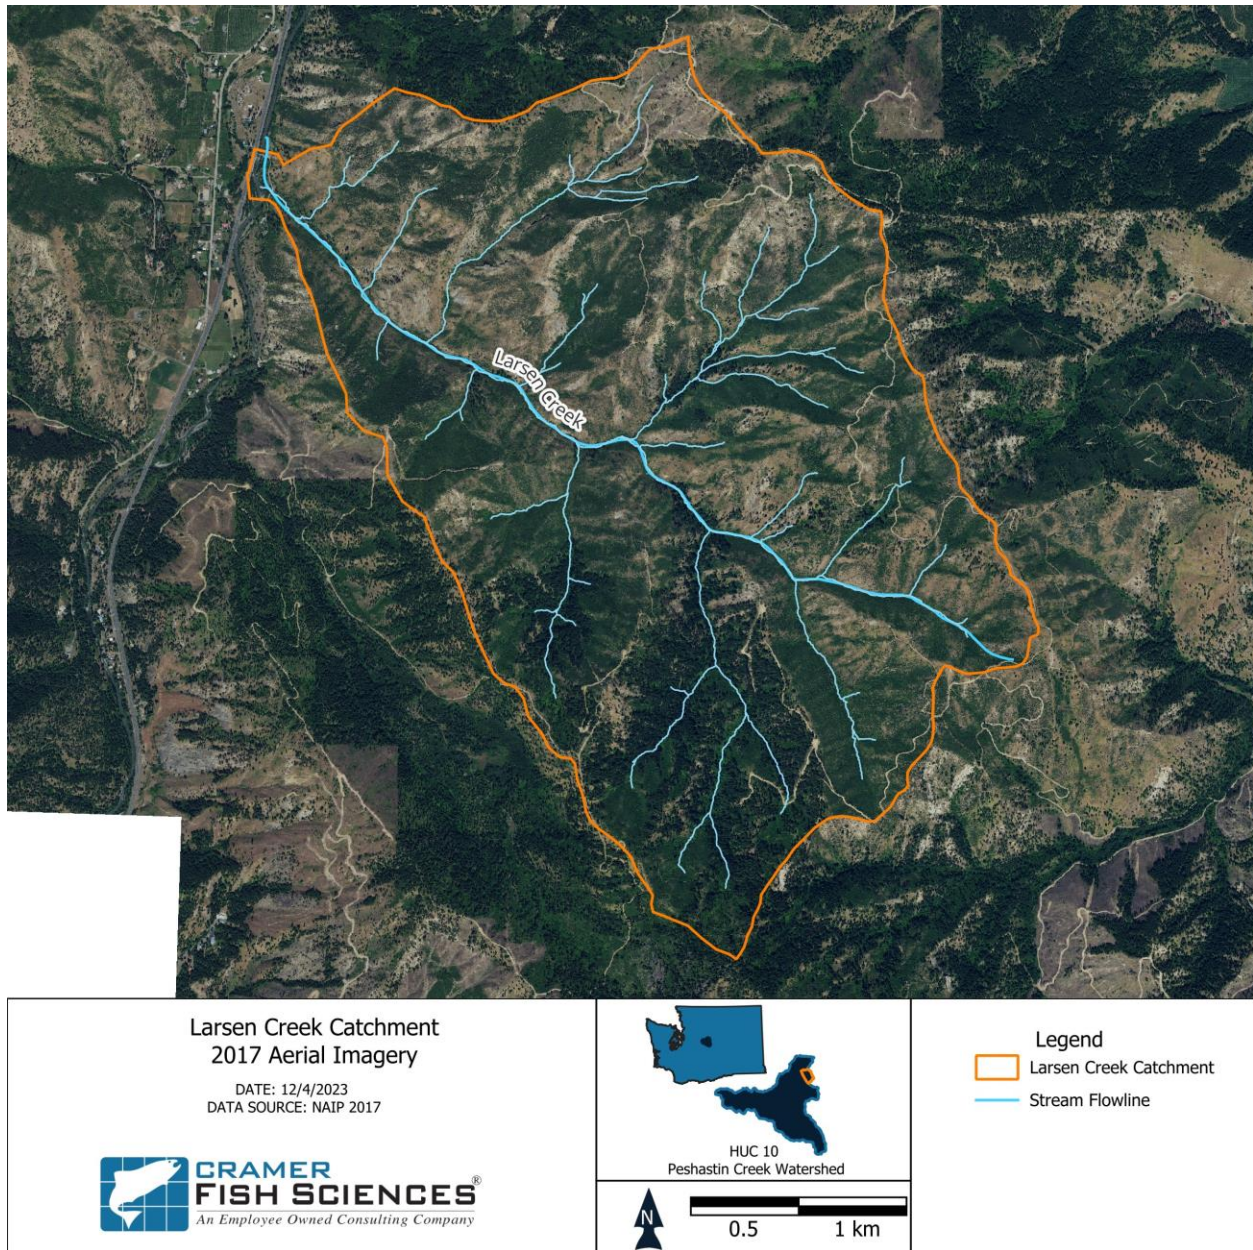 Larsen Creek
Larsen Creek Catchment
2017 Aerial Imagery
DATE: 12/4/2023
DATA SOURCE: NAIP 2017
CRAMER
FISH SCIENCES®
An Employee Owned Consulting Company
HUC 10
Peshastin Creek Watershed
N
0.5 1 km
Legend
Larsen Creek Catchment
Stream Flowline